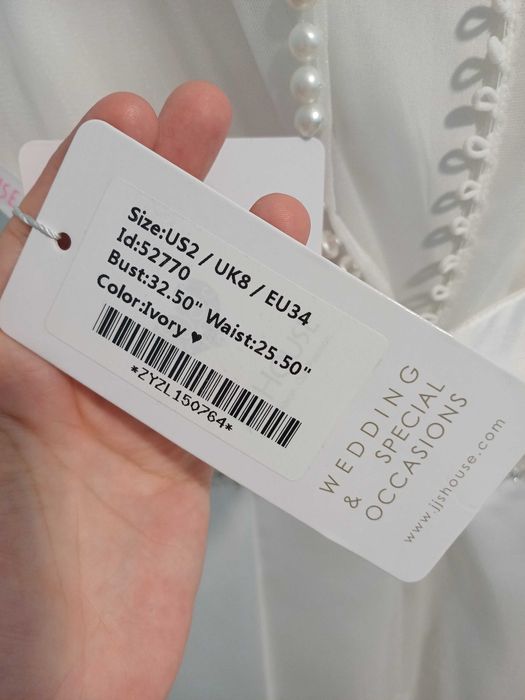 Size:US2 / UK8 / EU34
Id:52770
Bust:32.50" Waist:25.50"
Color:Ivory ♥
*ZYZL150764*
WEDDING
SPECIAL
& OCCASIONS
www.jjshouse.com